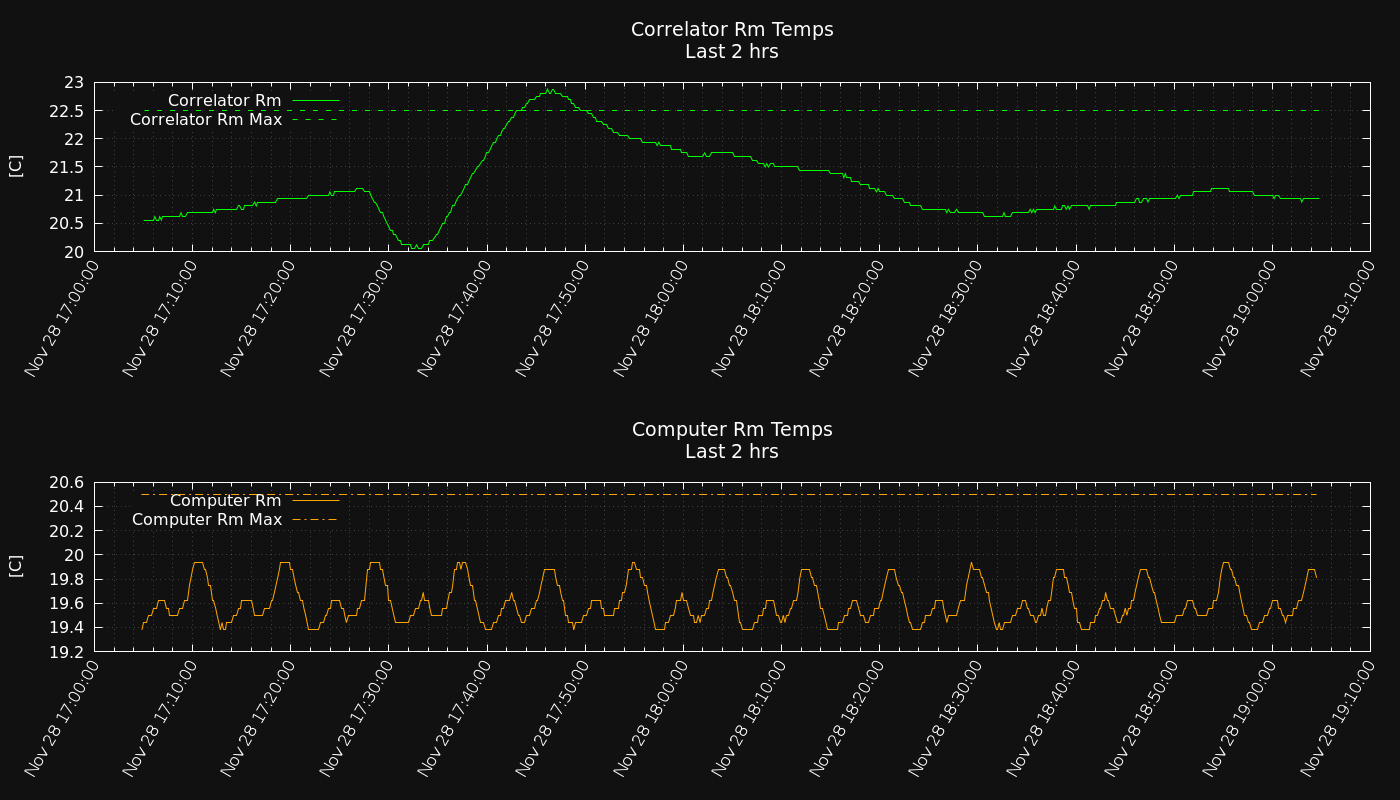 Correlator Rm Temps
Last 2 hrs
[C]
23
22.5
22
21.5
21
20.5
20
Correlator Rm
Correlator Rm Max
Nov 28 17:00:00
Nov 28 17:10:00
Nov 28 17:20:00
Nov 28 17:30:00
Nov 28 17:40:00
Nov 28 17:50:00
Nov 28 18:00:00
Nov 28 18:10:00
Nov 28 18:20:00
Nov 28 18:30:00
Nov 28 18:40:00
Nov 28 18:50:00
Nov 28 19:00:00
Nov 28 19:10:00
Computer Rm Temps
Last 2 hrs
[C]
20.6
20.4
20.2
20
19.8
19.6
19.4
19.2
Computer Rm
Computer Rm Max
Nov 28 17:00:00
Nov 28 17:10:00
Nov 28 17:20:00
Nov 28 17:30:00
Nov 28 17:40:00
Nov 28 17:50:00
Nov 28 18:00:00
Nov 28 18:10:00
Nov 28 18:20:00
Nov 28 18:30:00
Nov 28 18:40:00
Nov 28 18:50:00
Nov 28 19:00:00
Nov 28 19:10:00